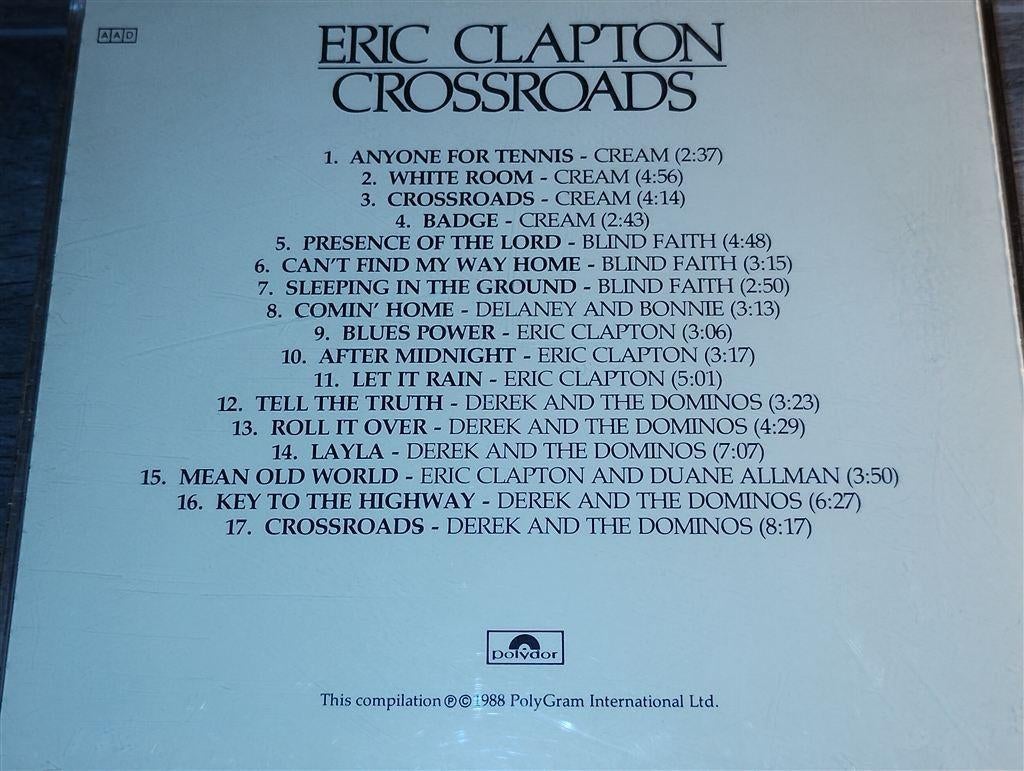 AAD
ERIC CLAPTON
CROSSROADS
1. ANYONE FOR TENNIS - CREAM (2:37)
2. WHITE ROOM - CREAM (4:56)
3. CROSSROADS - CREAM (4:14)
4. BADGE - CREAM (2:43)
5. PRESENCE OF THE LORD - BLIND FAITH (4:48)
6. CAN'T FIND MY WAY HOME - BLIND FAITH (3:15)
7. SLEEPING IN THE GROUND - BLIND FAITH (2:50)
8. COMIN' HOME - DELANEY AND BONNIE (3:13)
9. BLUES POWER - ERIC CLAPTON (3:06)
10. AFTER MIDNIGHT - ERIC CLAPTON (3:17)
11. LET IT RAIN - ERIC CLAPTON (5:01)
12. TELL THE TRUTH - DEREK AND THE DOMINOS (3:23)
13. ROLL IT OVER - DEREK AND THE DOMINOS (4:29)
14. LAYLA - DEREK AND THE DOMINOS (7:07)
15. MEAN OLD WORLD - ERIC CLAPTON AND DUANE ALLMAN (3:50)
16. KEY TO THE HIGHWAY - DEREK AND THE DOMINOS (6:27)
17. CROSSROADS - DEREK AND THE DOMINOS (8:17)
polydor
This compilation ℗©1988 PolyGram International Ltd.